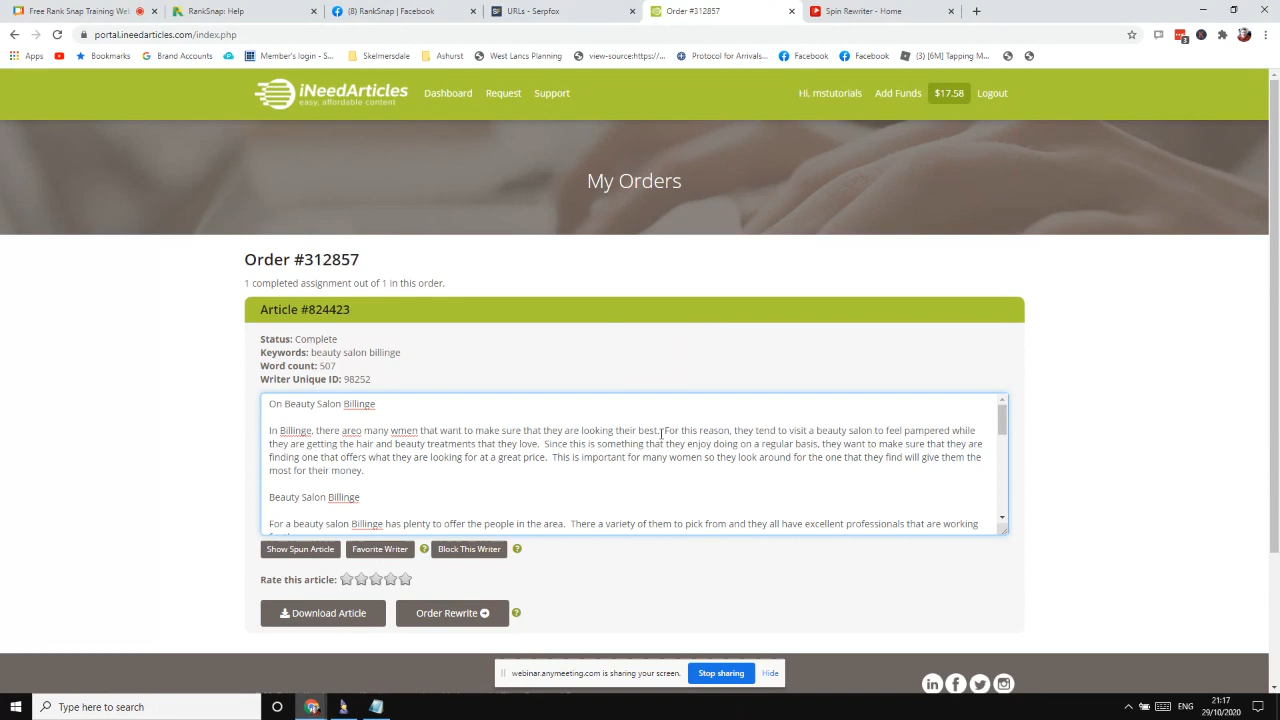 Free Rank Snap Training Web
RankSnap: Help
(8) RankSnap | Facebook
URLs - Serpfox
Order #312857
Spin Rewriter - Home
portal.ineedarticles.com/index.php
Apps
Bookmarks
Brand Accounts
Member's login - S...
Skelmersdale
Ashurst
West Lancs Planning
view-source:https:/...
Protocol for Arrivals...
Facebook
Facebook
(3) [6M] Tapping M...
iNeedArticles
easy, affordable content
Dashboard Request Support
Hi, mstutorials Add Funds $17.58 Logout
My Orders
Order #312857
1 completed assignment out of 1 in this order.
Article #824423
Status: Complete
Keywords: beauty salon billinge
Word count: 507
Writer Unique ID: 98252
On Beauty Salon Billinge
In Billinge, there areo many wmen that want to make sure that they are looking their best. For this reason, they tend to visit a beauty salon to feel pampered while
they are getting the hair and beauty treatments that they love. Since this is something that they enjoy doing on a regular basis, they want to make sure that they are
finding one that offers what they are looking for at a great price. This is important for many women so they look around for the one that they find will give them the
most for their money.
Beauty Salon Billinge
For a beauty salon Billinge has plenty to offer the people in the area. There a variety of them to pick from and they all have excellent professionals that are working
Show Spun Article Favorite Writer ? Block This Writer ?
Rate this article:
Download Article Order Rewrite ?
webinar.anymeeting.com is sharing your screen. Stop sharing Hide
Type here to search
ENG
21:17
29/10/2020